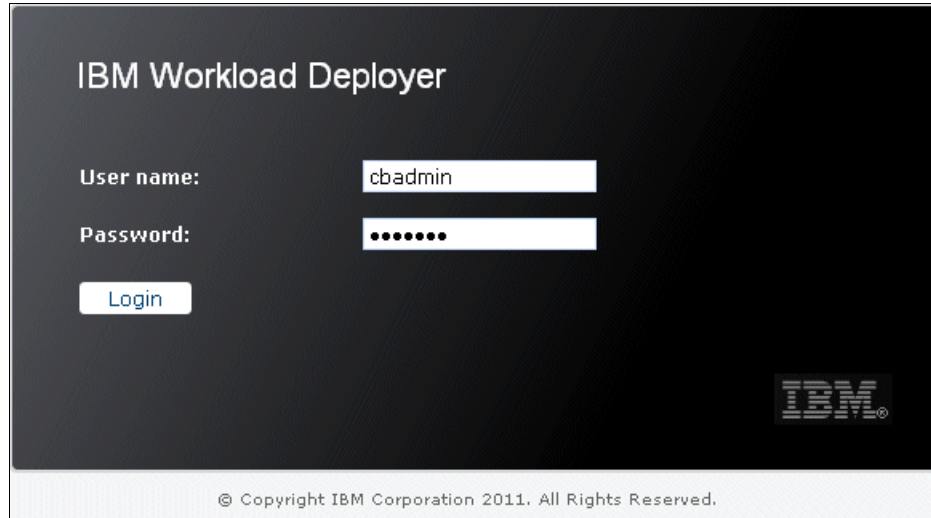 IBM Workload Deployer
User name: cbadmin
Password: •••••••
Login
IBM®
© Copyright IBM Corporation 2011. All Rights Reserved.